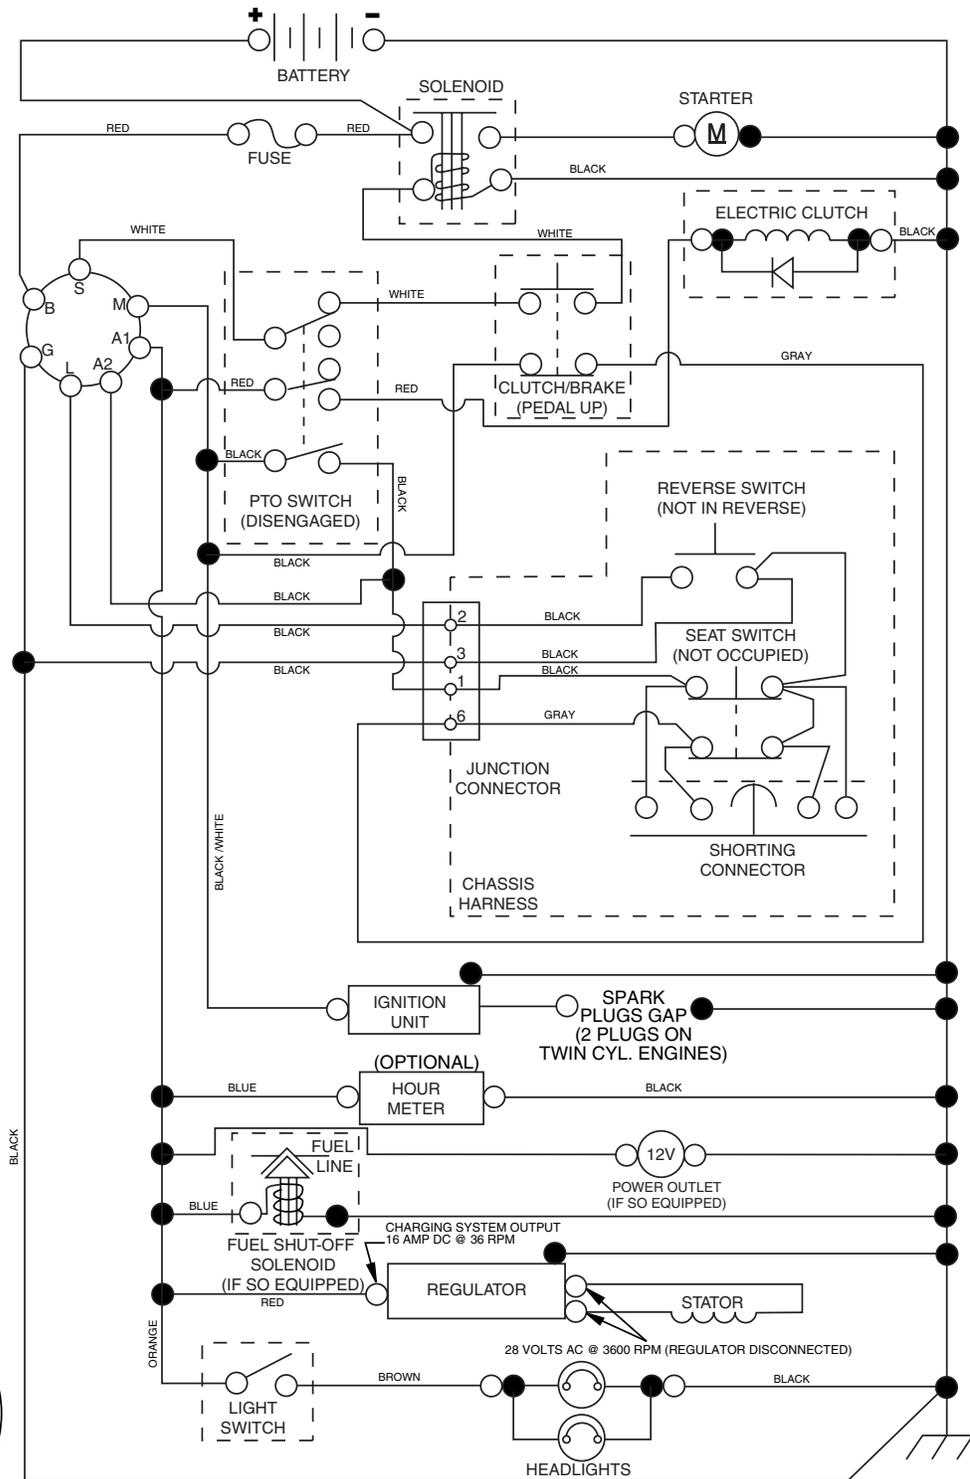 + -
BATTERY
SOLENOID
STARTER
M
RED
RED
FUSE
BLACK
ELECTRIC CLUTCH
BLACK
WHITE
WHITE
S
B
M
WHITE
A1
G
L
A2
RED
RED
CLUTCH/BRAKE
(PEDAL UP)
GRAY
BLACK
BLACK
PTO SWITCH
(DISENGAGED)
REVERSE SWITCH
(NOT IN REVERSE)
BLACK
BLACK
2
BLACK
BLACK
SEAT SWITCH
(NOT OCCUPIED)
3
BLACK
BLACK
BLACK
1
6
GRAY
JUNCTION
CONNECTOR
SHORTING
CONNECTOR
CHASSIS
HARNESS
BLACK /WHITE
IGNITION
UNIT
SPARK
PLUGS GAP
(2 PLUGS ON
TWIN CYL. ENGINES)
(OPTIONAL)
HOUR
METER
BLUE
BLACK
BLACK
FUEL
LINE
12V
POWER OUTLET
(IF SO EQUIPPED)
BLUE
CHARGING SYSTEM OUTPUT
16 AMP DC @ 36 RPM
FUEL SHUT-OFF
SOLENOID
(IF SO EQUIPPED)
RED
REGULATOR
STATOR
28 VOLTS AC @ 3600 RPM (REGULATOR DISCONNECTED)
ORANGE
LIGHT
SWITCH
BROWN
BLACK
HEADLIGHTS